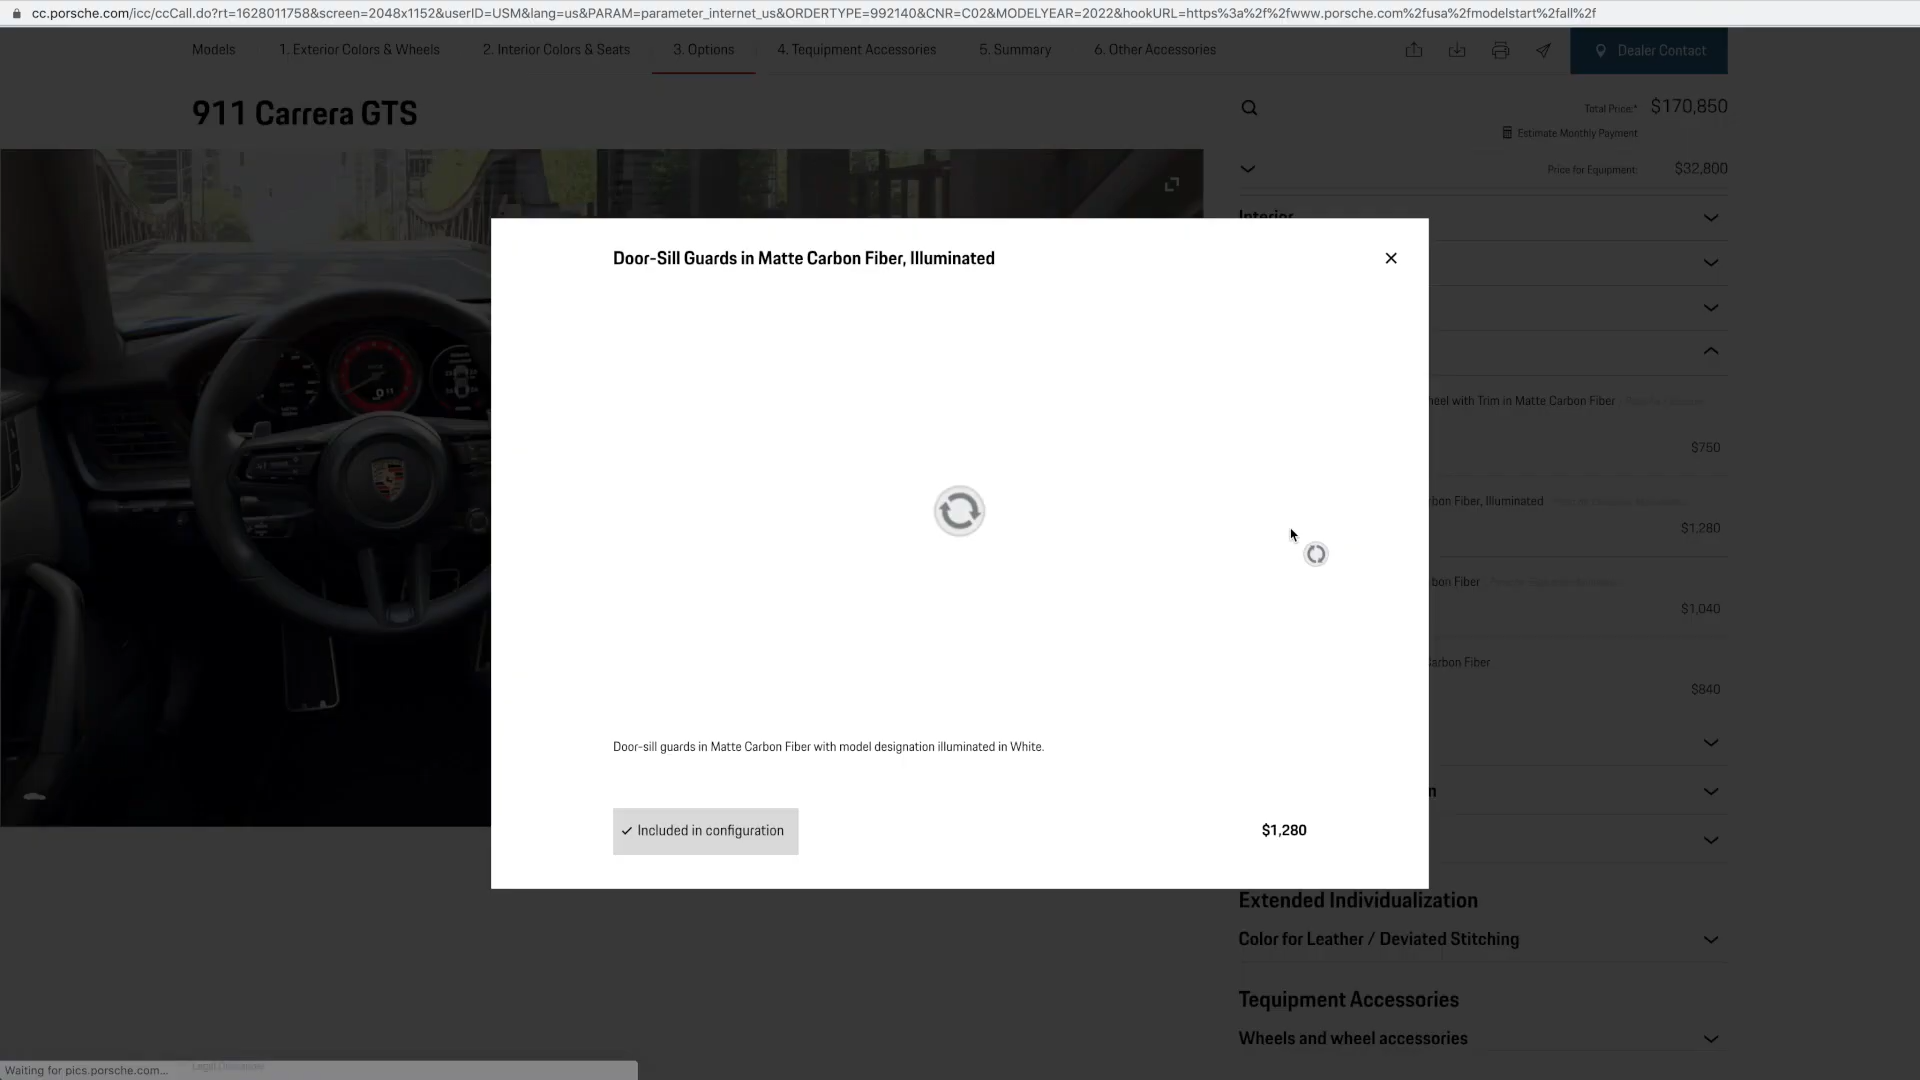 cc.porsche.com/icc/ccCall.do?rt=1628011758&screen=2048x1152&userID=USM&lang=us&PARAM=parameter_internet_us&ORDERTYPE=992140&CNR=C02&MODELYEAR=2022&hookURL=https%3a%2f%2fwww.porsche.com%2fusa%2fmodelstart%2fall%2f
Models 1. Exterior Colors & Wheels 2. Interior Colors & Seats 3. Options 4. Tequipment Accessories 5. Summary 6. Other Accessories Dealer Contact
911 Carrera GTS
Total Price:* $170,850
Estimate Monthly Payment
Price for Equipment: $32,800
Interior
Door-Sill Guards in Matte Carbon Fiber, Illuminated
heel with Trim in Matte Carbon Fiber
$750
bon Fiber, Illuminated
$1,280
bon Fiber
$1,040
arbon Fiber
$840
Door-sill guards in Matte Carbon Fiber with model designation illuminated in White.
n
Included in configuration $1,280
Extended Individualization
Color for Leather / Deviated Stitching
Tequipment Accessories
Wheels and wheel accessories
Waiting for pics.porsche.com...